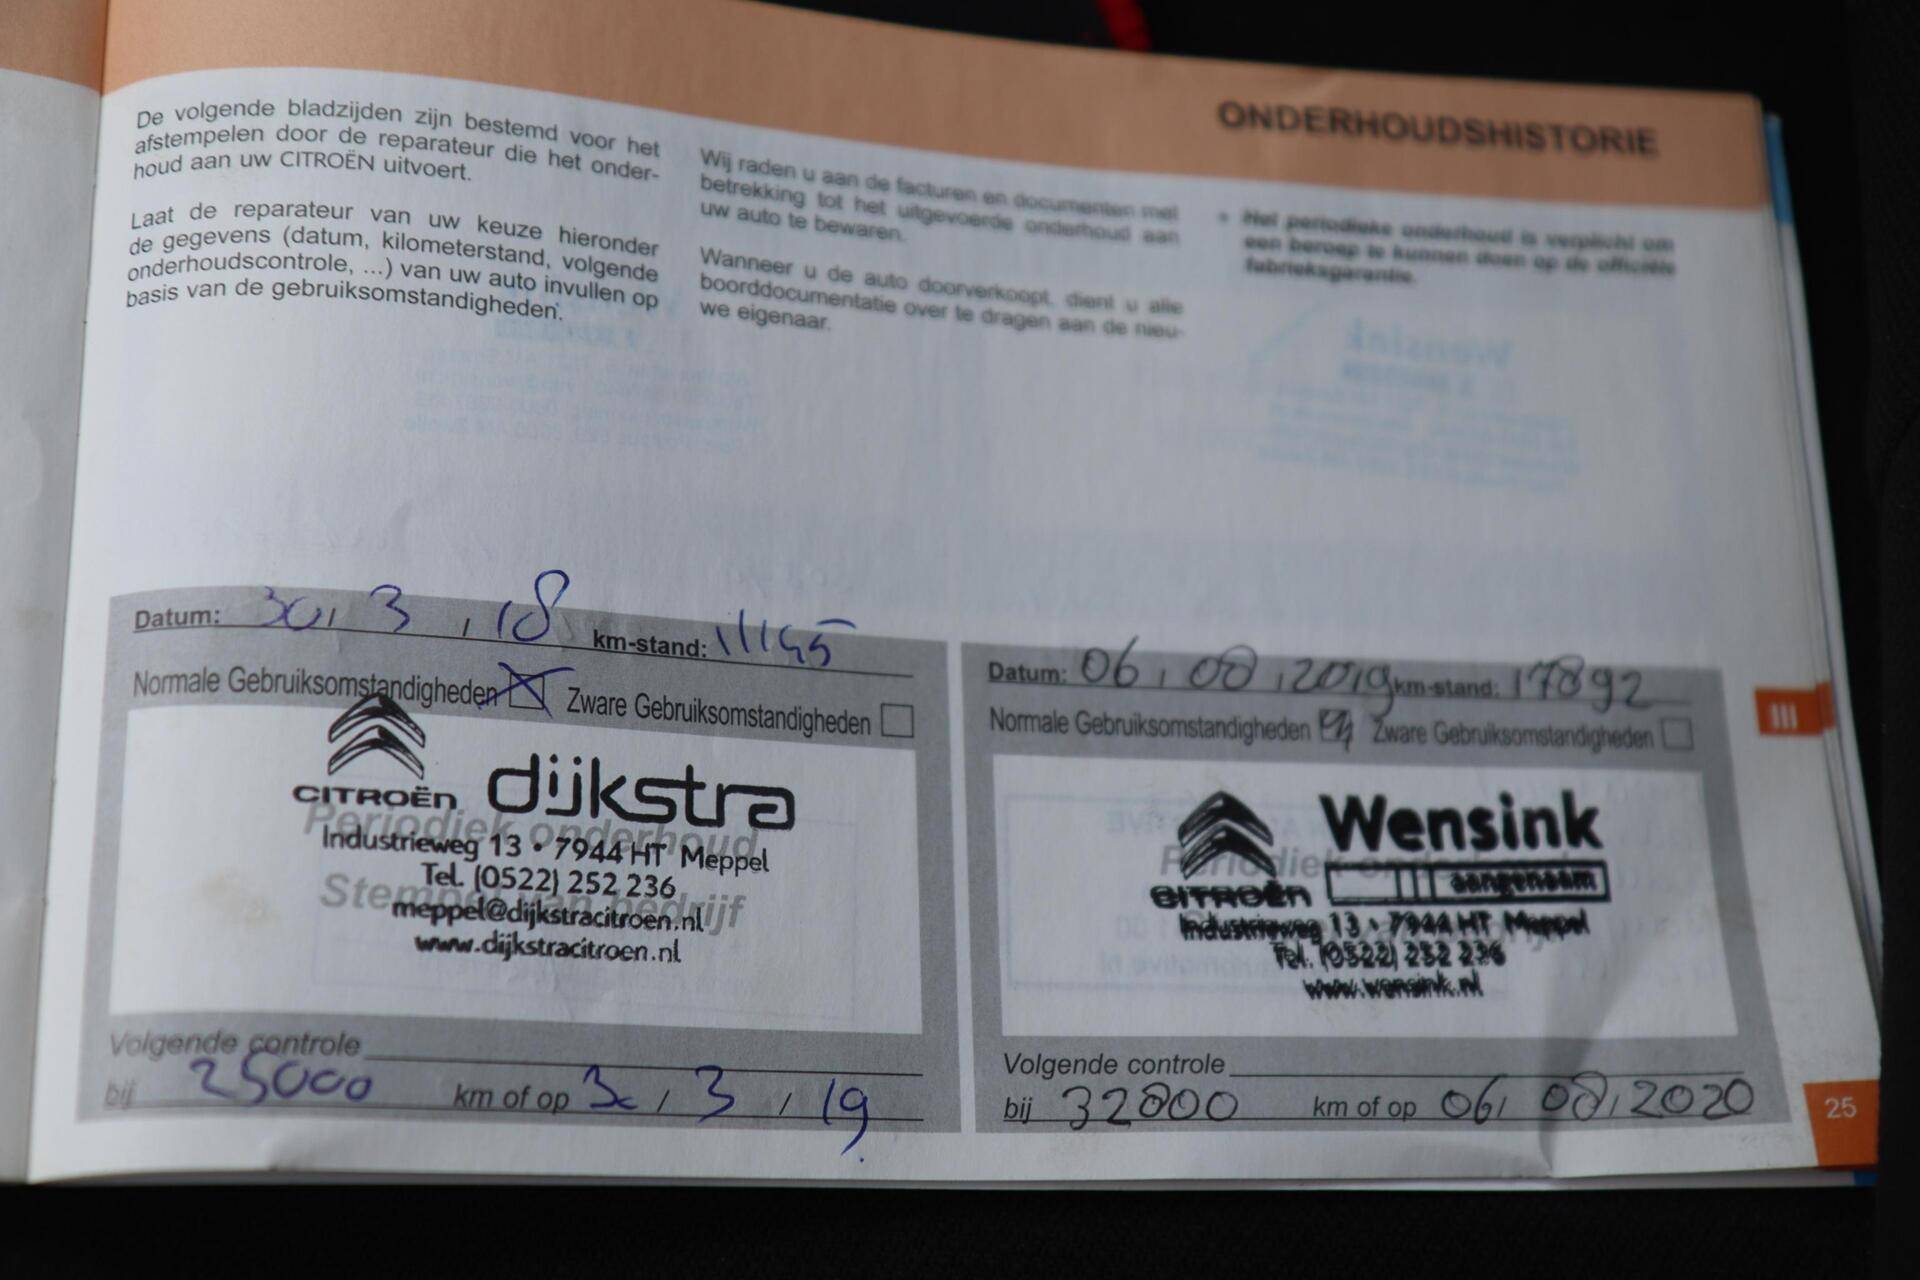 ONDERHOUDSHISTORIE
De volgende bladzijden zijn bestemd voor het
afstempelen door de reparateur die het onder-
houd aan uw CITROËN uitvoert.
Laat de reparateur van uw keuze hieronder
de gegevens (datum, kilometerstand, volgende
onderhoudscontrole, ...) van uw auto invullen op
basis van de gebruiksomstandigheden.
Wij raden u aan de facturen en documenten met
betrekking tot het uitgevoerde onderhoud aan
uw auto te bewaren.
Wanneer u de auto doorverkoopt, dient u alle
boorddocumentatie over te dragen aan de nieu-
we eigenaar.
• Het periodieke onderhoud is verplicht om
een beroep te kunnen doen op de officiële
fabrieksgarantie.
Datum: 30, 3, 18 km-stand:
Normale Gebruiksomstandigheden Zware Gebruiksomstandigheden
CITROËN dijkstra
Periodiek onderhoud
Industrieweg 13 • 7944 HT Meppel
Tel. (0522) 252 236
Stempel van bedrijf
meppel@dijkstracitroen.nl
www.dijkstracitroen.nl
Volgende controle
bij 25000 km of op 30, 3, 19
Datum: 06, 08, 2019 km-stand: 17892
Normale Gebruiksomstandigheden Zware Gebruiksomstandigheden
Wensink
CITROËN aangenaam
Periodiek
Industrieweg 13 • 7944 HT Meppel
Tel. (0522) 252 236
www.wensink.nl
Volgende controle
bij 32800 km of op 06, 08, 2020
III
25